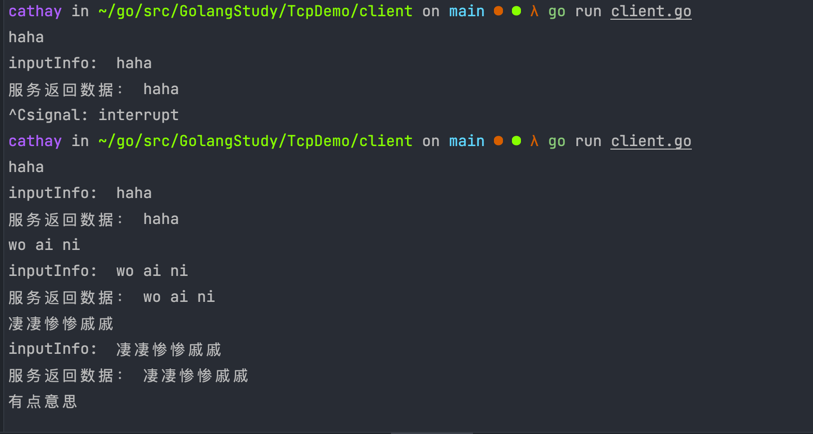 cathay in ~/go/src/GolangStudy/TcpDemo/client on main ● ● λ go run client.go
haha
inputInfo:  haha
服务返回数据： haha
^Csignal: interrupt
cathay in ~/go/src/GolangStudy/TcpDemo/client on main ● ● λ go run client.go
haha
inputInfo:  haha
服务返回数据： haha
wo ai ni
inputInfo:  wo ai ni
服务返回数据： wo ai ni
凄凄惨惨戚戚
inputInfo:  凄凄惨惨戚戚
服务返回数据： 凄凄惨惨戚戚
有点意思